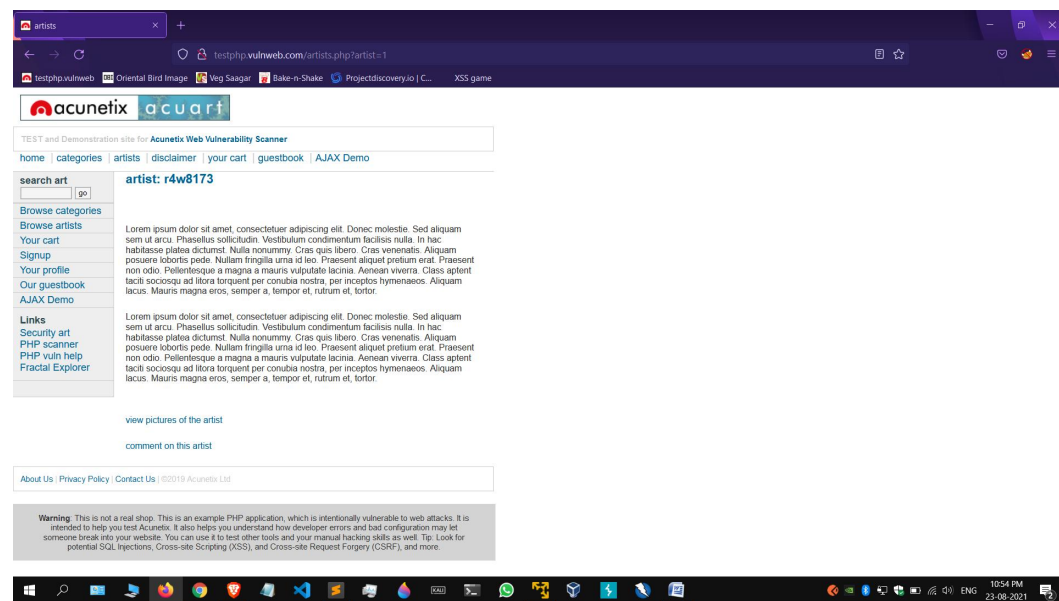 artists
testphp.vulnweb.com/artists.php?artist=1
testphp.vulnweb
Oriental Bird Image
Veg Saagar
Bake-n-Shake
Projectdiscovery.io | C...
XSS game
acunetix acuart
TEST and Demonstration site for Acunetix Web Vulnerability Scanner
home | categories | artists | disclaimer | your cart | guestbook | AJAX Demo
search art
go
Browse categories
Browse artists
Your cart
Signup
Your profile
Our guestbook
AJAX Demo
Links
Security art
PHP scanner
PHP vuln help
Fractal Explorer
artist: r4w8173
Lorem ipsum dolor sit amet, consectetuer adipiscing elit. Donec molestie. Sed aliquam
sem ut arcu. Phasellus sollicitudin. Vestibulum condimentum facilisis nulla. In hac
habitasse platea dictumst. Nulla nonummy. Cras quis libero. Cras venenatis. Aliquam
posuere lobortis pede. Nullam fringilla urna id leo. Praesent aliquet pretium erat. Praesent
non odio. Pellentesque a magna a mauris vulputate lacinia. Aenean viverra. Class aptent
taciti sociosqu ad litora torquent per conubia nostra, per inceptos hymenaeos. Aliquam
lacus. Mauris magna eros, semper a, tempor et, rutrum et, tortor.
Lorem ipsum dolor sit amet, consectetuer adipiscing elit. Donec molestie. Sed aliquam
sem ut arcu. Phasellus sollicitudin. Vestibulum condimentum facilisis nulla. In hac
habitasse platea dictumst. Nulla nonummy. Cras quis libero. Cras venenatis. Aliquam
posuere lobortis pede. Nullam fringilla urna id leo. Praesent aliquet pretium erat. Praesent
non odio. Pellentesque a magna a mauris vulputate lacinia. Aenean viverra. Class aptent
taciti sociosqu ad litora torquent per conubia nostra, per inceptos hymenaeos. Aliquam
lacus. Mauris magna eros, semper a, tempor et, rutrum et, tortor.
view pictures of the artist
comment on this artist
About Us | Privacy Policy | Contact Us | ©2019 Acunetix Ltd
Warning: This is not a real shop. This is an example PHP application, which is intentionally vulnerable to web attacks. It is
intended to help you test Acunetix. It also helps you understand how developer errors and bad configuration may let
someone break into your website. You can use it to test other tools and your manual hacking skills as well. Tip: Look for
potential SQL Injections, Cross-site Scripting (XSS), and Cross-site Request Forgery (CSRF), and more.
KALI
ENG
10:54 PM
23-08-2021